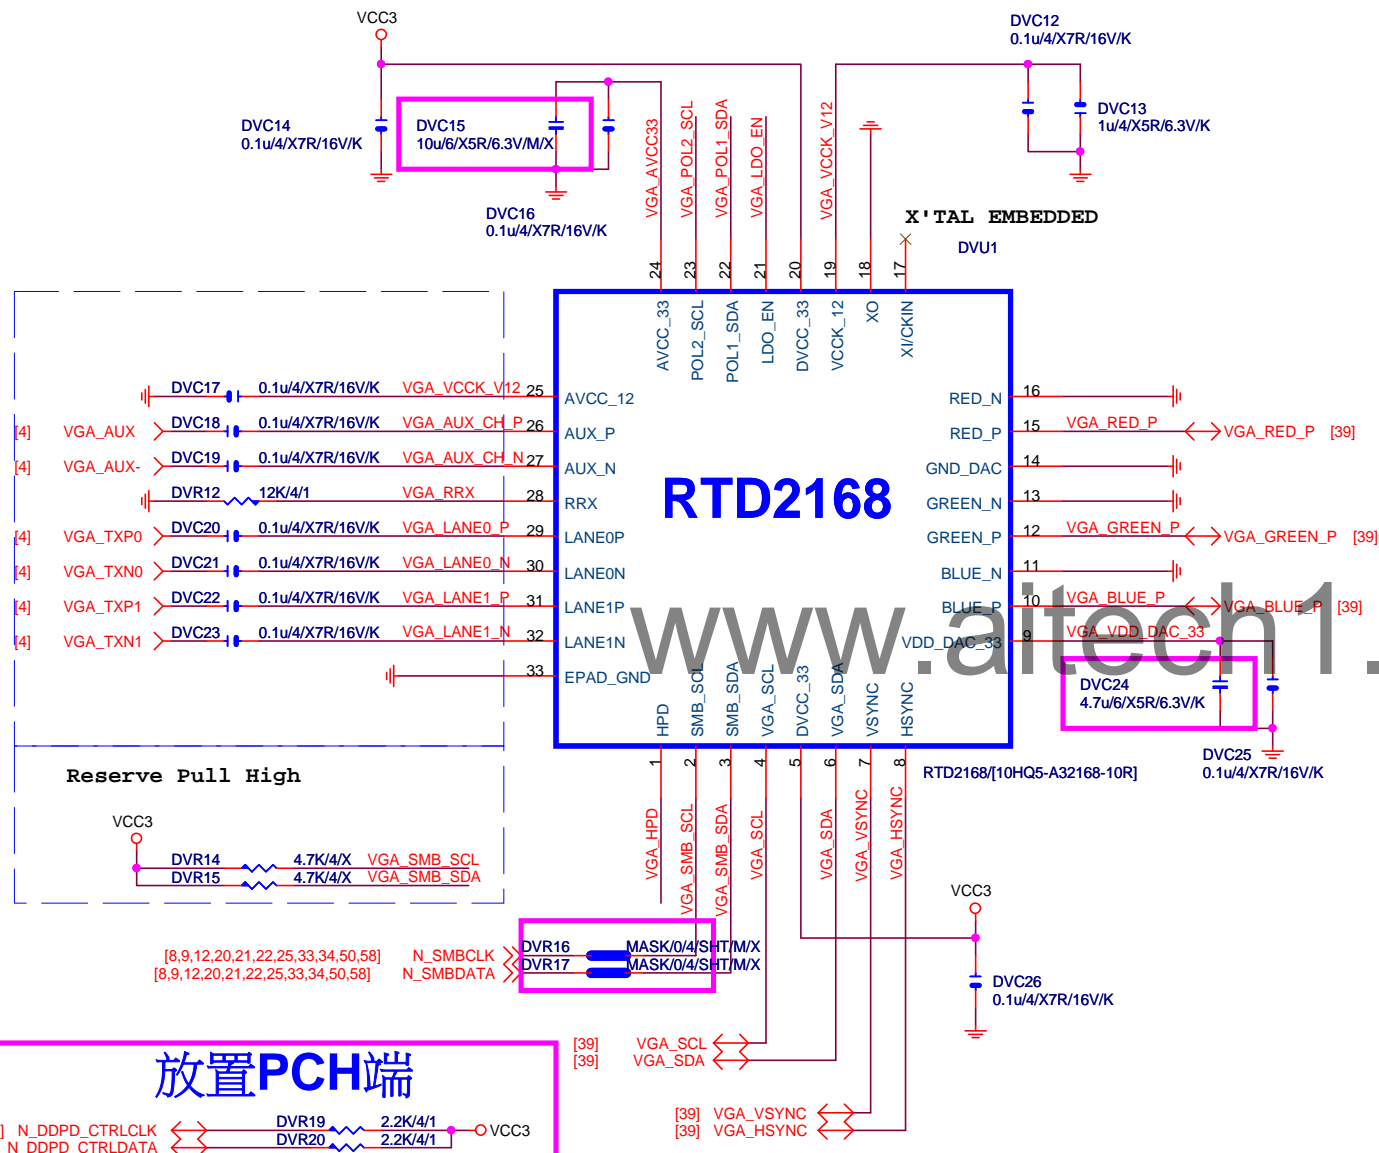 VCC3
DVC12
0.1u/4/X7R/16V/K
DVC14
0.1u/4/X7R/16V/K
DVC15
10u/6/X5R/6.3V/M/X
DVC13
1u/4/X5R/6.3V/K
DVC16
0.1u/4/X7R/16V/K
VGA_AVCC33
VGA_POL2_SCL
VGA_POL1_SDA
VGA_LDO_EN
VGA_VCCK_V12
X'TAL EMBEDDED
DVU1
24
23
22
21
20
19
18
17
AVCC_33
POL2_SCL
POL1_SDA
LDO_EN
DVCC_33
VCCK_12
XO
XI/CKIN
DVC17 0.1u/4/X7R/16V/K VGA_VCCK_V12 25 AVCC_12
[4] VGA_AUX DVC18 0.1u/4/X7R/16V/K VGA_AUX_CH_P 26 AUX_P
[4] VGA_AUX- DVC19 0.1u/4/X7R/16V/K VGA_AUX_CH_N 27 AUX_N
DVR12 12K/4/1 VGA_RRX 28 RRX
[4] VGA_TXP0 DVC20 0.1u/4/X7R/16V/K VGA_LANE0_P 29 LANE0P
[4] VGA_TXN0 DVC21 0.1u/4/X7R/16V/K VGA_LANE0_N 30 LANE0N
[4] VGA_TXP1 DVC22 0.1u/4/X7R/16V/K VGA_LANE1_P 31 LANE1P
[4] VGA_TXN1 DVC23 0.1u/4/X7R/16V/K VGA_LANE1_N 32 LANE1N
33 EPAD_GND
RTD2168
RED_N 16
RED_P 15 VGA_RED_P VGA_RED_P [39]
GND_DAC 14
GREEN_N 13
GREEN_P 12 VGA_GREEN_P VGA_GREEN_P [39]
BLUE_N 11
BLUE_P 10 VGA_BLUE_P VGA_BLUE_P [39]
VDD_DAC_33 9 VGA_VDD_DAC_33
www.aitech1.
DVC24
4.7u/6/X5R/6.3V/K
DVC25
0.1u/4/X7R/16V/K
HPD
SMB_SCL
SMB_SDA
VGA_SCL
DVCC_33
VGA_SDA
VSYNC
HSYNC
1
2
3
4
5
6
7
8
RTD2168/[10HQ5-A32168-10R]
VGA_HPD
VGA_SMB_SCL
VGA_SMB_SDA
VGA_SCL
VGA_SDA
VGA_VSYNC
VGA_HSYNC
Reserve Pull High
VCC3
DVR14 4.7K/4/X VGA_SMB_SCL
DVR15 4.7K/4/X VGA_SMB_SDA
[8,9,12,20,21,22,25,33,34,50,58] N_SMBCLK DVR16 MASK/0/4/SHT/M/X
[8,9,12,20,21,22,25,33,34,50,58] N_SMBDATA DVR17 MASK/0/4/SHT/M/X
VCC3
DVC26
0.1u/4/X7R/16V/K
[39] VGA_SCL
[39] VGA_SDA
[39] VGA_VSYNC
[39] VGA_HSYNC
放置PCH端
] N_DDPD_CTRLCLK DVR19 2.2K/4/1 VCC3
N_DDPD_CTRLDATA DVR20 2.2K/4/1